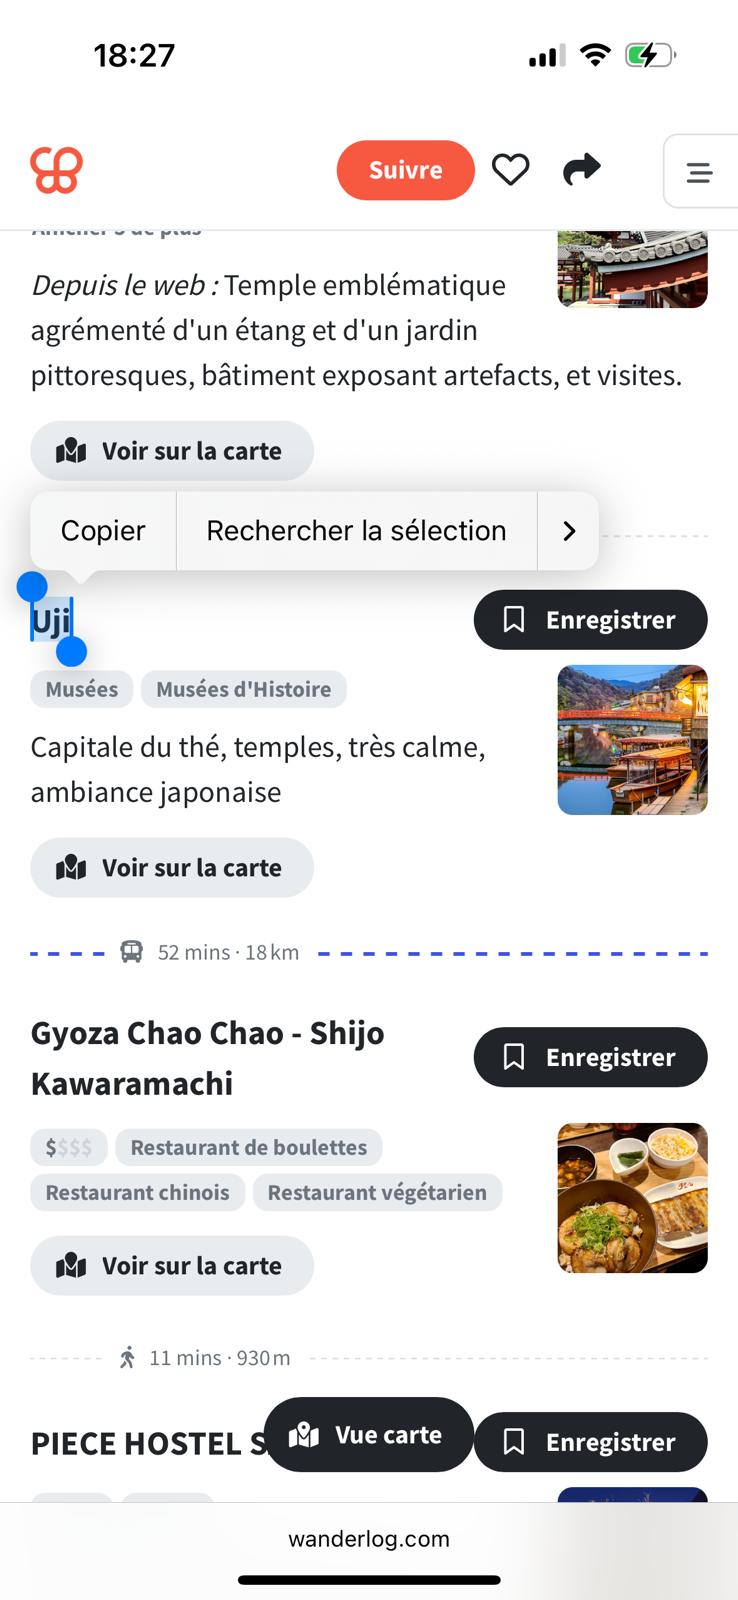 18:27
Suivre
Afficher 5 de plus
Depuis le web : Temple emblématique
agrémenté d'un étang et d'un jardin
pittoresques, bâtiment exposant artefacts, et visites.
Voir sur la carte
Copier
Rechercher la sélection
Uji
Enregistrer
Musées
Musées d'Histoire
Capitale du thé, temples, très calme,
ambiance japonaise
Voir sur la carte
52 mins · 18 km
Gyoza Chao Chao - Shijo
Kawaramachi
Enregistrer
$$$$
Restaurant de boulettes
Restaurant chinois
Restaurant végétarien
Voir sur la carte
11 mins · 930 m
PIECE HOSTEL S
Vue carte
Enregistrer
wanderlog.com